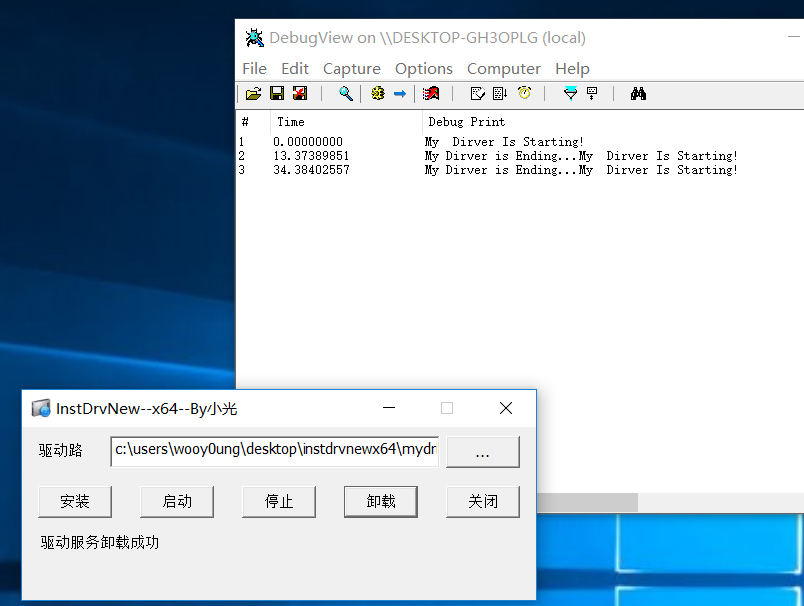 DebugView on \\DESKTOP-GH3OPLG (local)
File Edit Capture Options Computer Help
# Time Debug Print
1 0.00000000 My  Dirver Is Starting!
2 13.37389851 My Dirver is Ending...My  Dirver Is Starting!
3 34.38402557 My Dirver is Ending...My  Dirver Is Starting!
InstDrvNew--x64--By小光
驱动路 c:\users\wooy0ung\desktop\instdrvnewx64\mydri ...
安装 启动 停止 卸载 关闭
驱动服务卸载成功